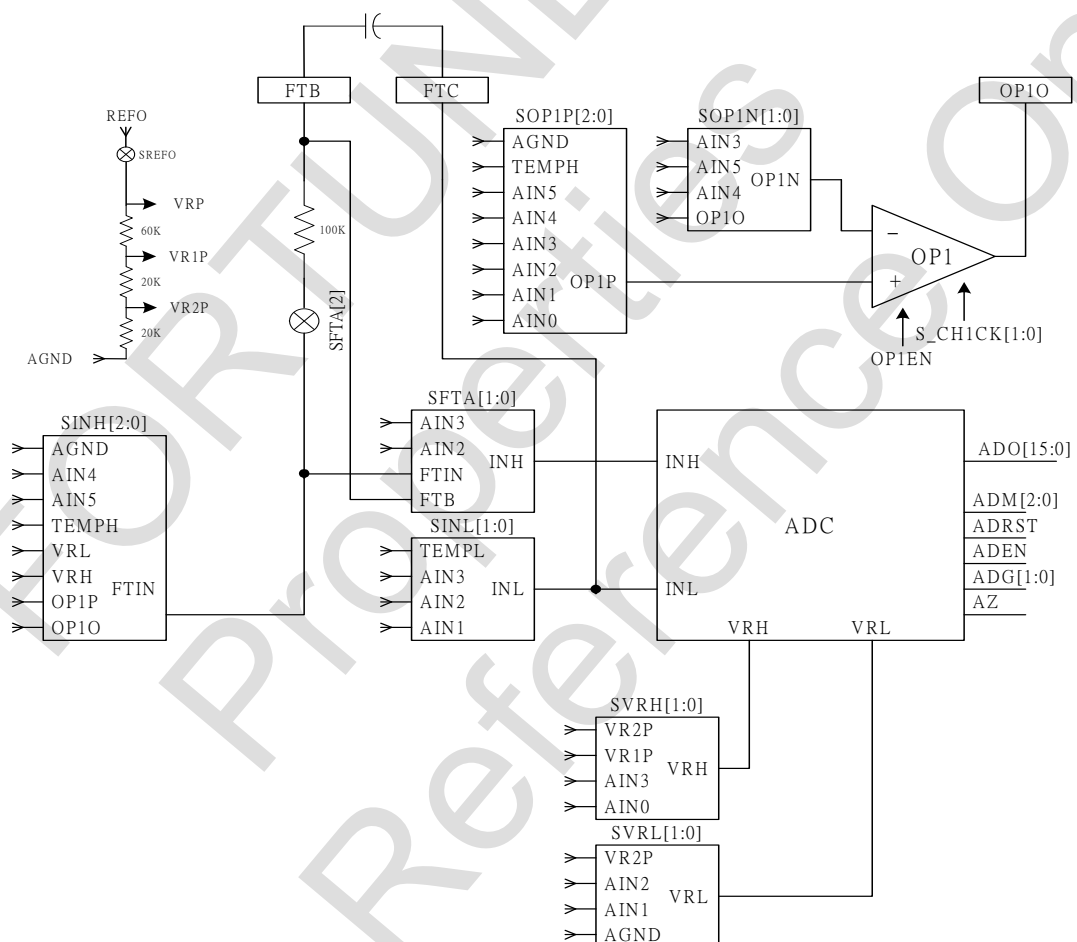 FTB
FTC
OP1O
REFO
SREFO
VRP
60K
VR1P
20K
VR2P
20K
AGND
100K
SFTA[2]
SOP1P[2:0]
AGND
TEMPH
AIN5
AIN4
AIN3
AIN2
AIN1
AIN0
OP1P
SOP1N[1:0]
AIN3
AIN5
AIN4
OP1O
OP1N
−
OP1
+
S_CH1CK[1:0]
OP1EN
SINH[2:0]
AGND
AIN4
AIN5
TEMPH
VRL
VRH
OP1P
OP1O
FTIN
SFTA[1:0]
AIN3
AIN2
FTIN
FTB
INH
SINL[1:0]
TEMPL
AIN3
AIN2
AIN1
INL
INH
INL
ADC
VRH
VRL
ADO[15:0]
ADM[2:0]
ADRST
ADEN
ADG[1:0]
AZ
SVRH[1:0]
VR2P
VR1P
AIN3
AIN0
VRH
SVRL[1:0]
VR2P
AIN2
AIN1
AGND
VRL
FORTUNE
Properties
Reference On